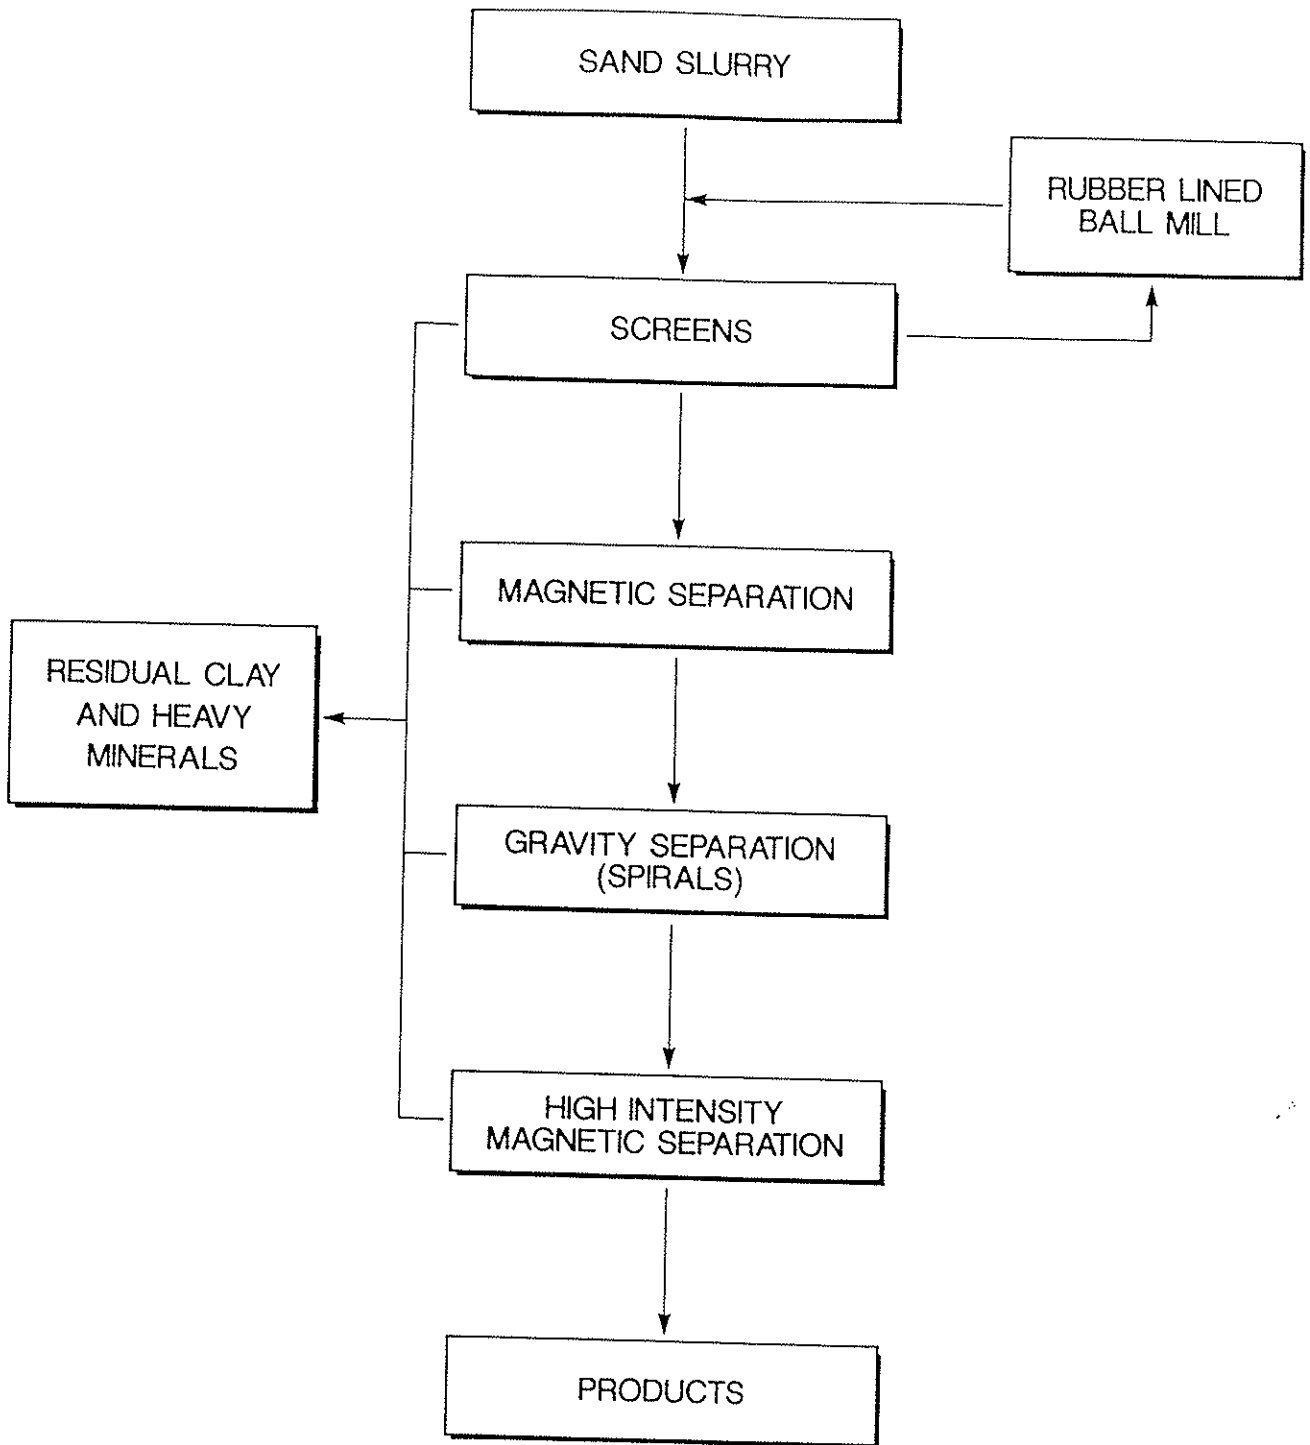 SAND SLURRY
RUBBER LINED
BALL MILL
SCREENS
MAGNETIC SEPARATION
RESIDUAL CLAY
AND HEAVY
MINERALS
GRAVITY SEPARATION
(SPIRALS)
HIGH INTENSITY
MAGNETIC SEPARATION
PRODUCTS